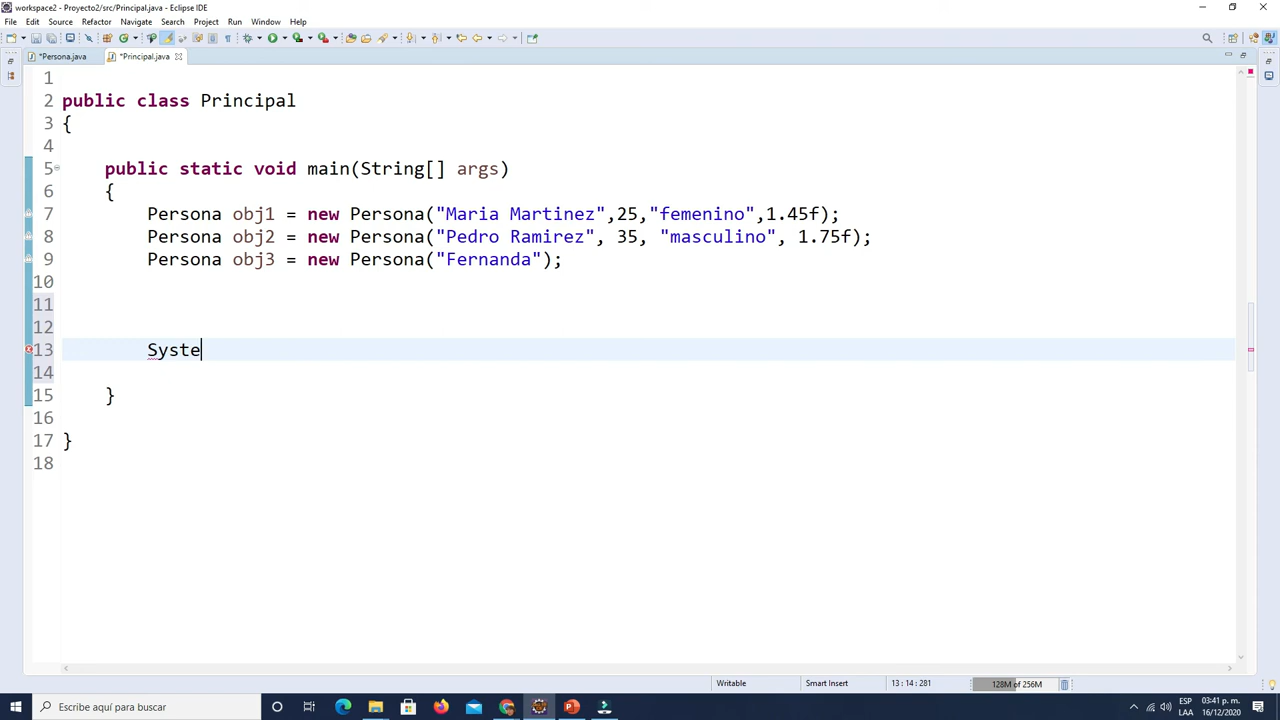 workspace2 - Proyecto2/src/Principal.java - Eclipse IDE
File Edit Source Refactor Navigate Search Project Run Window Help
*Persona.java *Principal.java
1
2 public class Principal
3 {
4
5 public static void main(String[] args)
6 {
7 Persona obj1 = new Persona("Maria Martinez",25,"femenino",1.45f);
8 Persona obj2 = new Persona("Pedro Ramirez", 35, "masculino", 1.75f);
9 Persona obj3 = new Persona("Fernanda");
10
11
12
13 Syste
14
15 }
16
17 }
18
Writable Smart Insert 13 : 14 : 281 128M of 256M
Escribe aquí para buscar
ESP 03:41 p. m.
LAA 16/12/2020